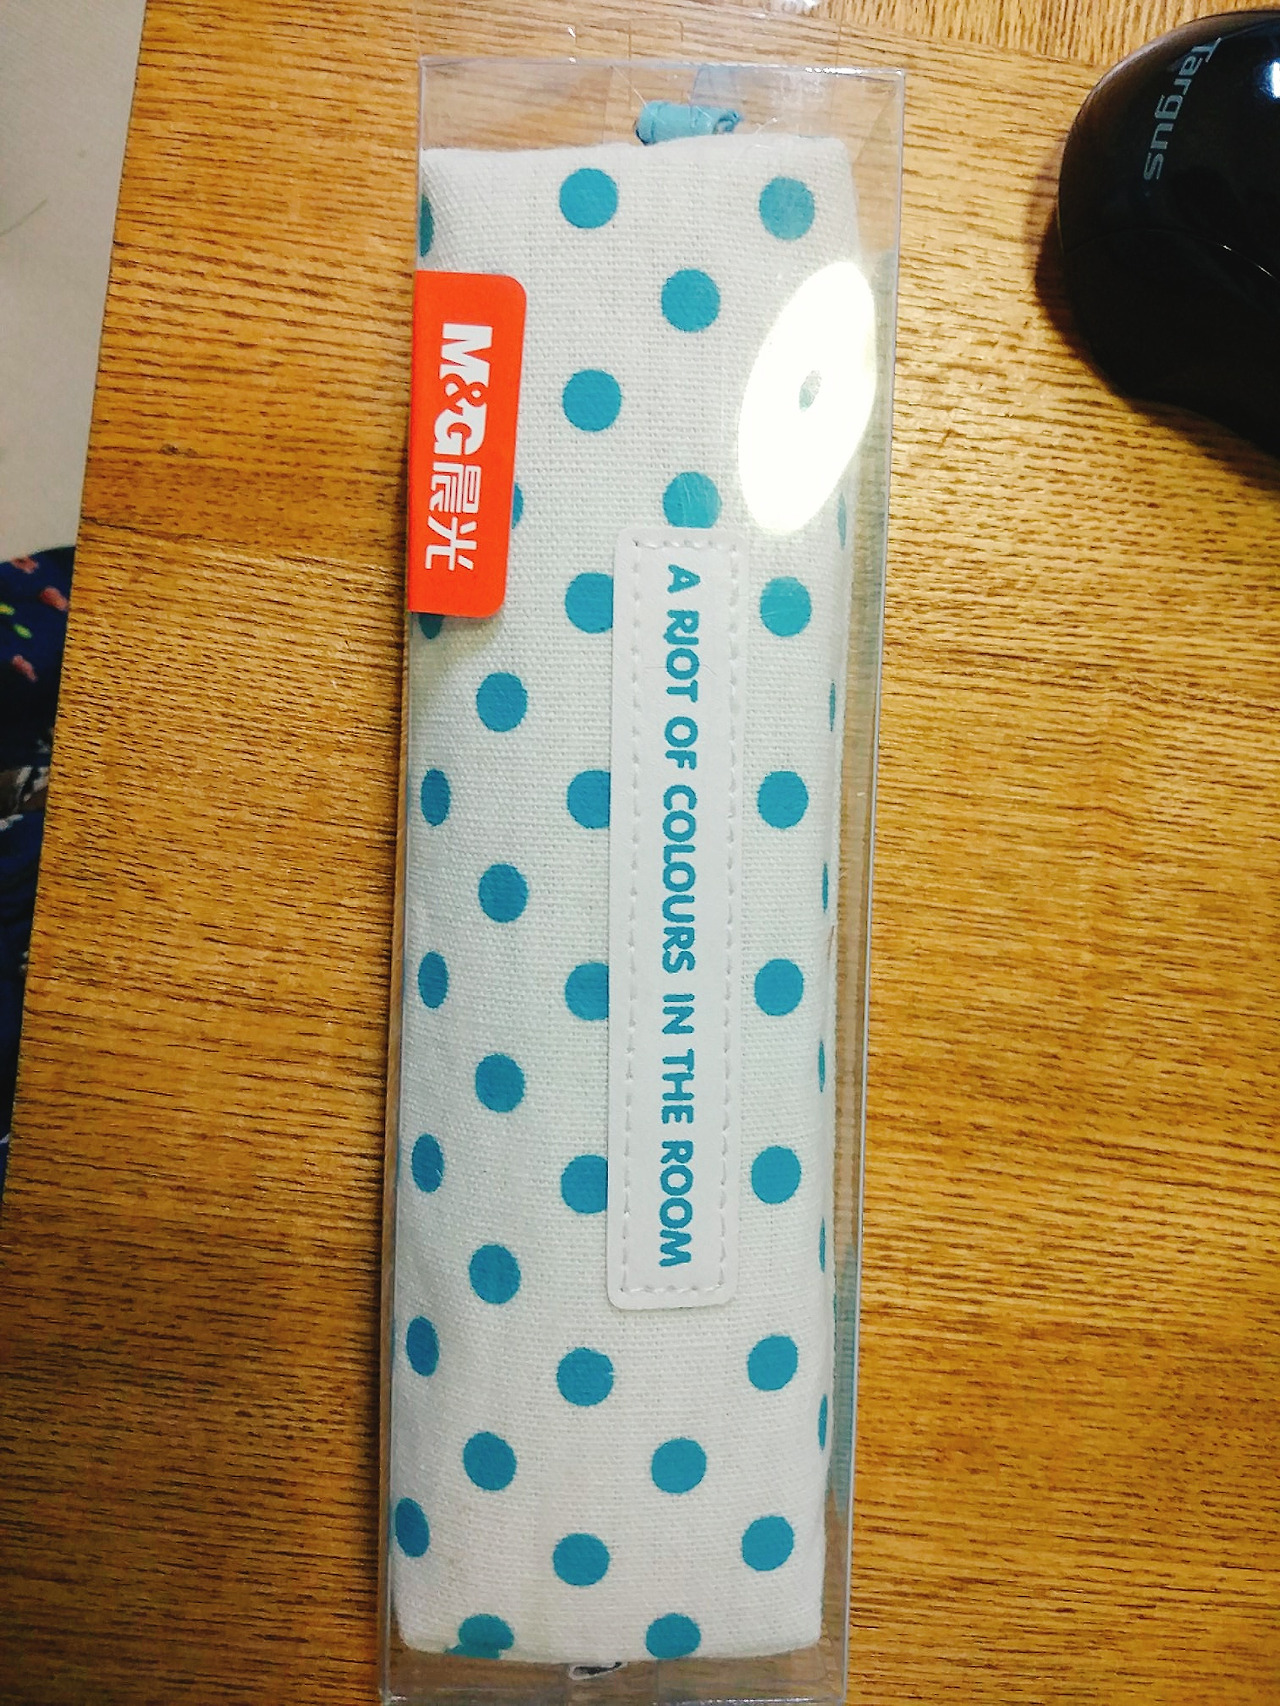 M&G晨光
A RIOT OF COLOURS IN THE ROOM
Targus